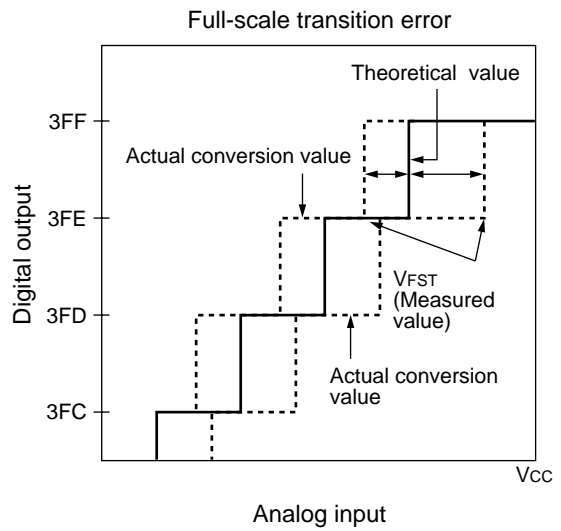 Full-scale transition error
Theoretical value
3FF
Actual conversion value
3FE
Digital output
VFST
(Measured
value)
3FD
Actual conversion
value
3FC
VCC
Analog input